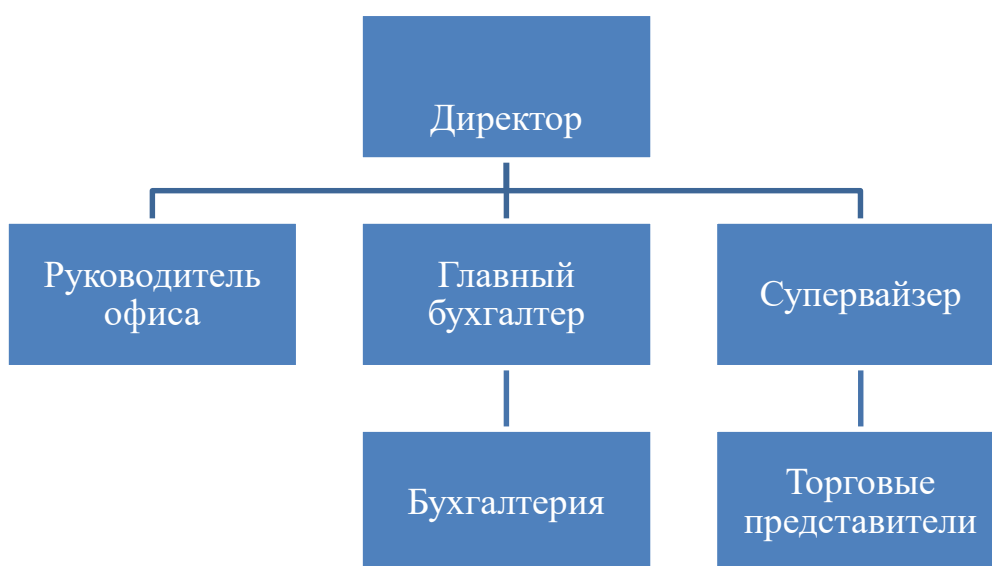 Директор
Руководитель
офиса
Главный
бухгалтер
Супервайзер
Бухгалтерия
Торговые
представители